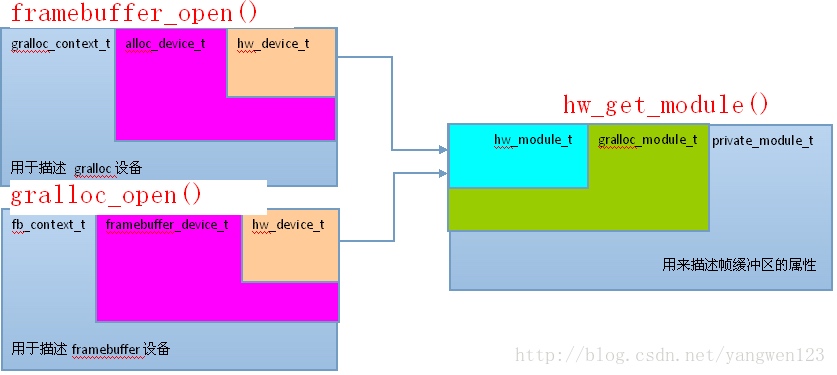 framebuffer_open()
gralloc_context_t
alloc_device_t
hw_device_t
用于描述 gralloc 设备
gralloc_open()
fb_context_t
framebuffer_device_t
hw_device_t
用于描述 framebuffer 设备
hw_get_module()
hw_module_t
gralloc_module_t
private_module_t
用来描述帧缓冲区的属性
http://blog.csdn.net/yangwen123